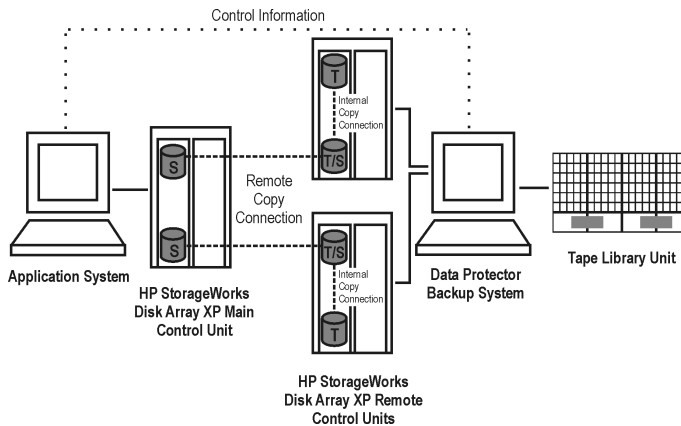 Control Information
T
Internal
Copy
Connection
T/S
S
Remote
Copy
Connection
S
T/S
Internal
Copy
Connection
T
Application System
HP StorageWorks
Disk Array XP Main
Control Unit
Data Protector
Backup System
Tape Library Unit
HP StorageWorks
Disk Array XP Remote
Control Units